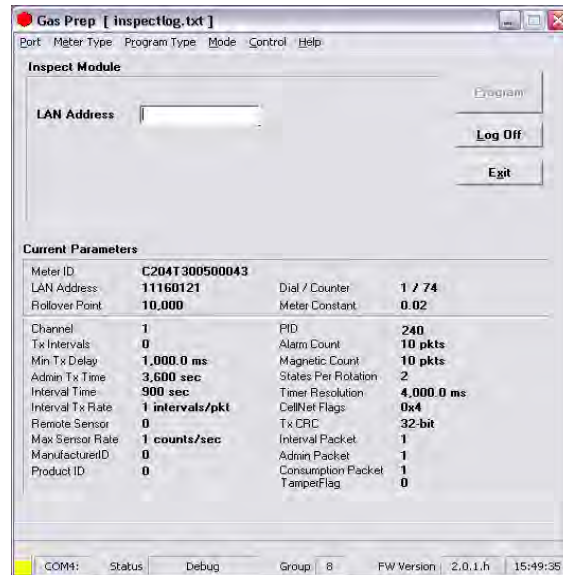 Gas Prep [ inspectlog.txt ]
Port Meter Type Program Type Mode Control Help
Inspect Module
Program
LAN Address
Log Off
Exit
Current Parameters
Meter ID C204T300500043
LAN Address 11160121 Dial / Counter 1 / 74
Rollover Point 10,000 Meter Constant 0.02
Channel 1 PID 240
Tx Intervals 0 Alarm Count 10 pkts
Min Tx Delay 1,000.0 ms Magnetic Count 10 pkts
Admin Tx Time 3,600 sec States Per Rotation 2
Interval Time 900 sec Timer Resolution 4,000.0 ms
Interval Tx Rate 1 intervals/pkt CellNet Flags 0x4
Remote Sensor 0 Tx CRC 32-bit
Max Sensor Rate 1 counts/sec Interval Packet 1
ManufacturerID 0 Admin Packet 1
Product ID 0 Consumption Packet 1
TamperFlag 0
COM4: Status Debug Group 8 FW Version 2.0.1.h 15:49:35